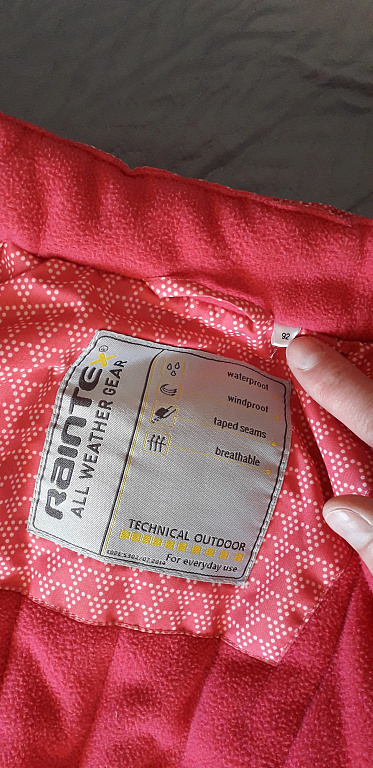 92
RAINTEX®
ALL WEATHER GEAR
waterproof
windproof
taped seams
breathable
TECHNICAL OUTDOOR
For everyday use